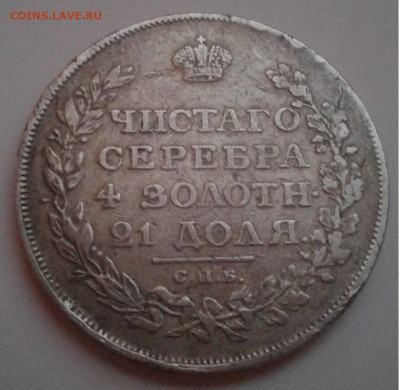 COINS.LAVE.RU
ЧИСТАГО
СЕРЕБРА
4 ЗОЛОТН·
21 ДОЛЯ.
С.П.Б.